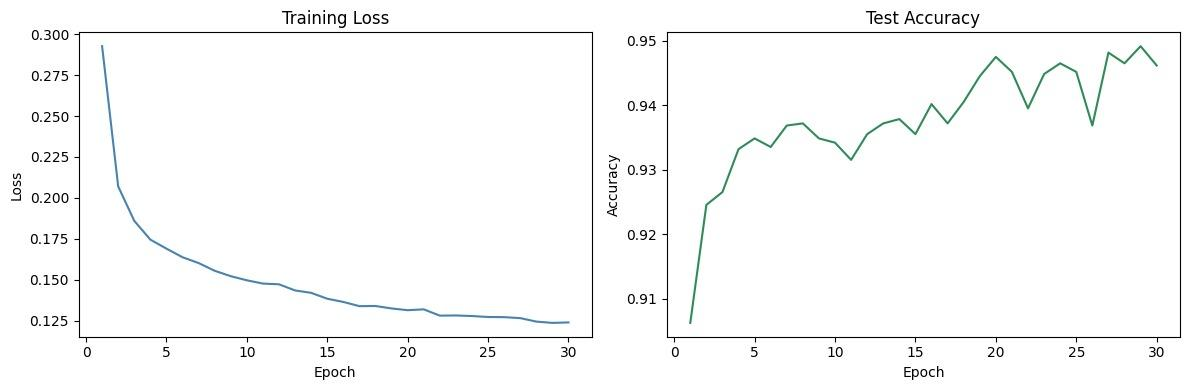 Training Loss
0.300
0.275
0.250
0.225
0.200
0.175
0.150
0.125
Loss
0 5 10 15 20 25 30
Epoch
Test Accuracy
0.95
0.94
0.93
0.92
0.91
Accuracy
0 5 10 15 20 25 30
Epoch